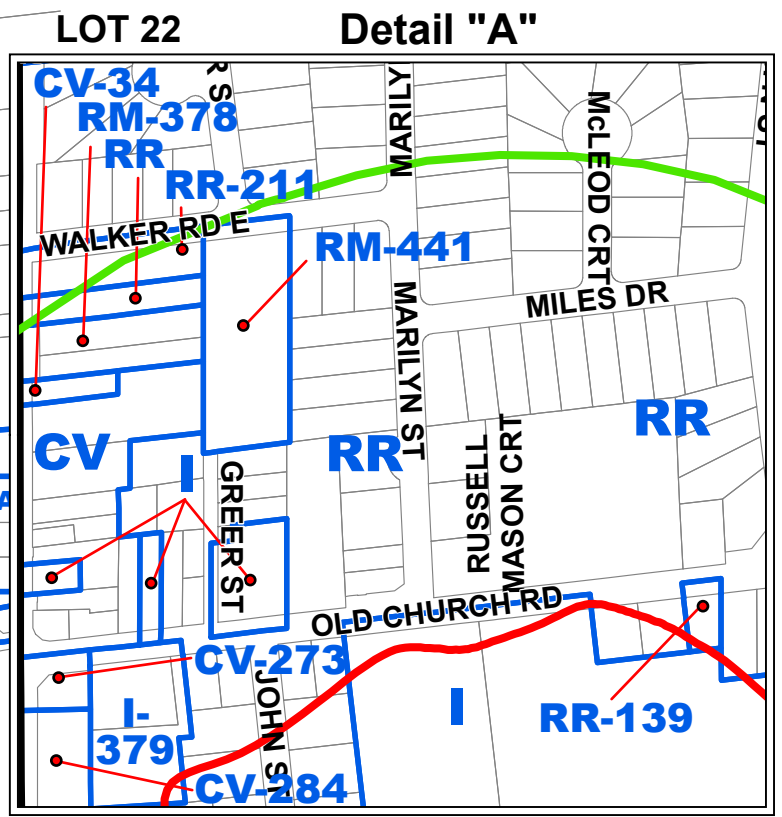 LOT 22
Detail "A"
CV-34
RM-378
RR
RR-211
WALKER RD E
RM-441
MARILY
McLEOD CRT
MILES DR
MARILYN ST
CV
I
GREER ST
RR
RUSSELL
MASON CRT
RR
A
OLD CHURCH RD
CV-273
I-
379
JOHN S
I
RR-139
CV-284